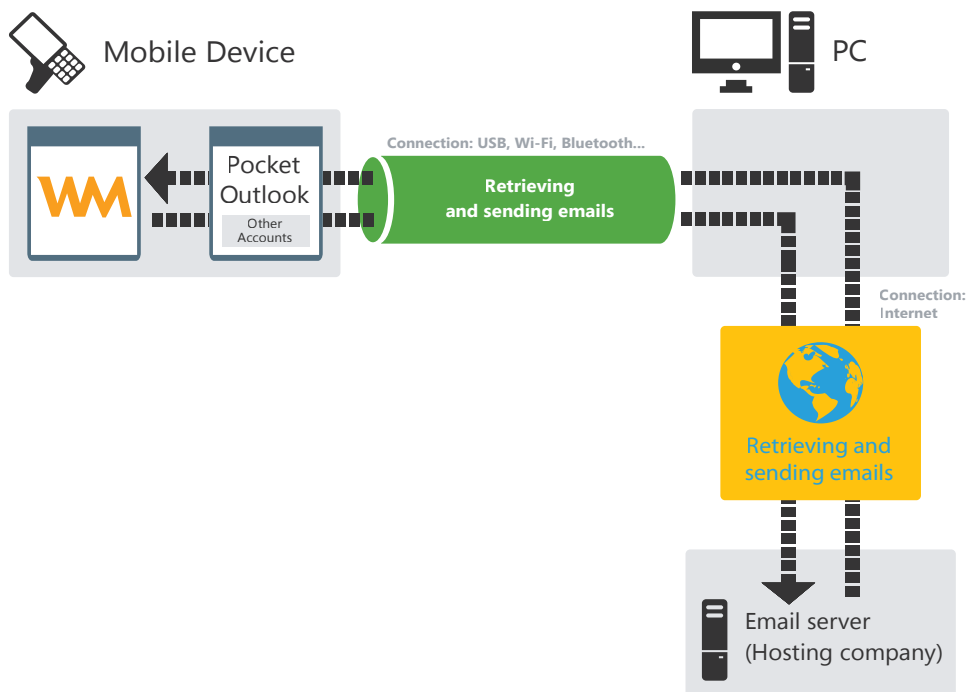 Mobile Device
PC
Connection: USB, Wi-Fi, Bluetooth...
WM
Pocket
Outlook
Other
Accounts
Retrieving
and sending emails
Connection:
Internet
Retrieving and
sending emails
Email server
(Hosting company)